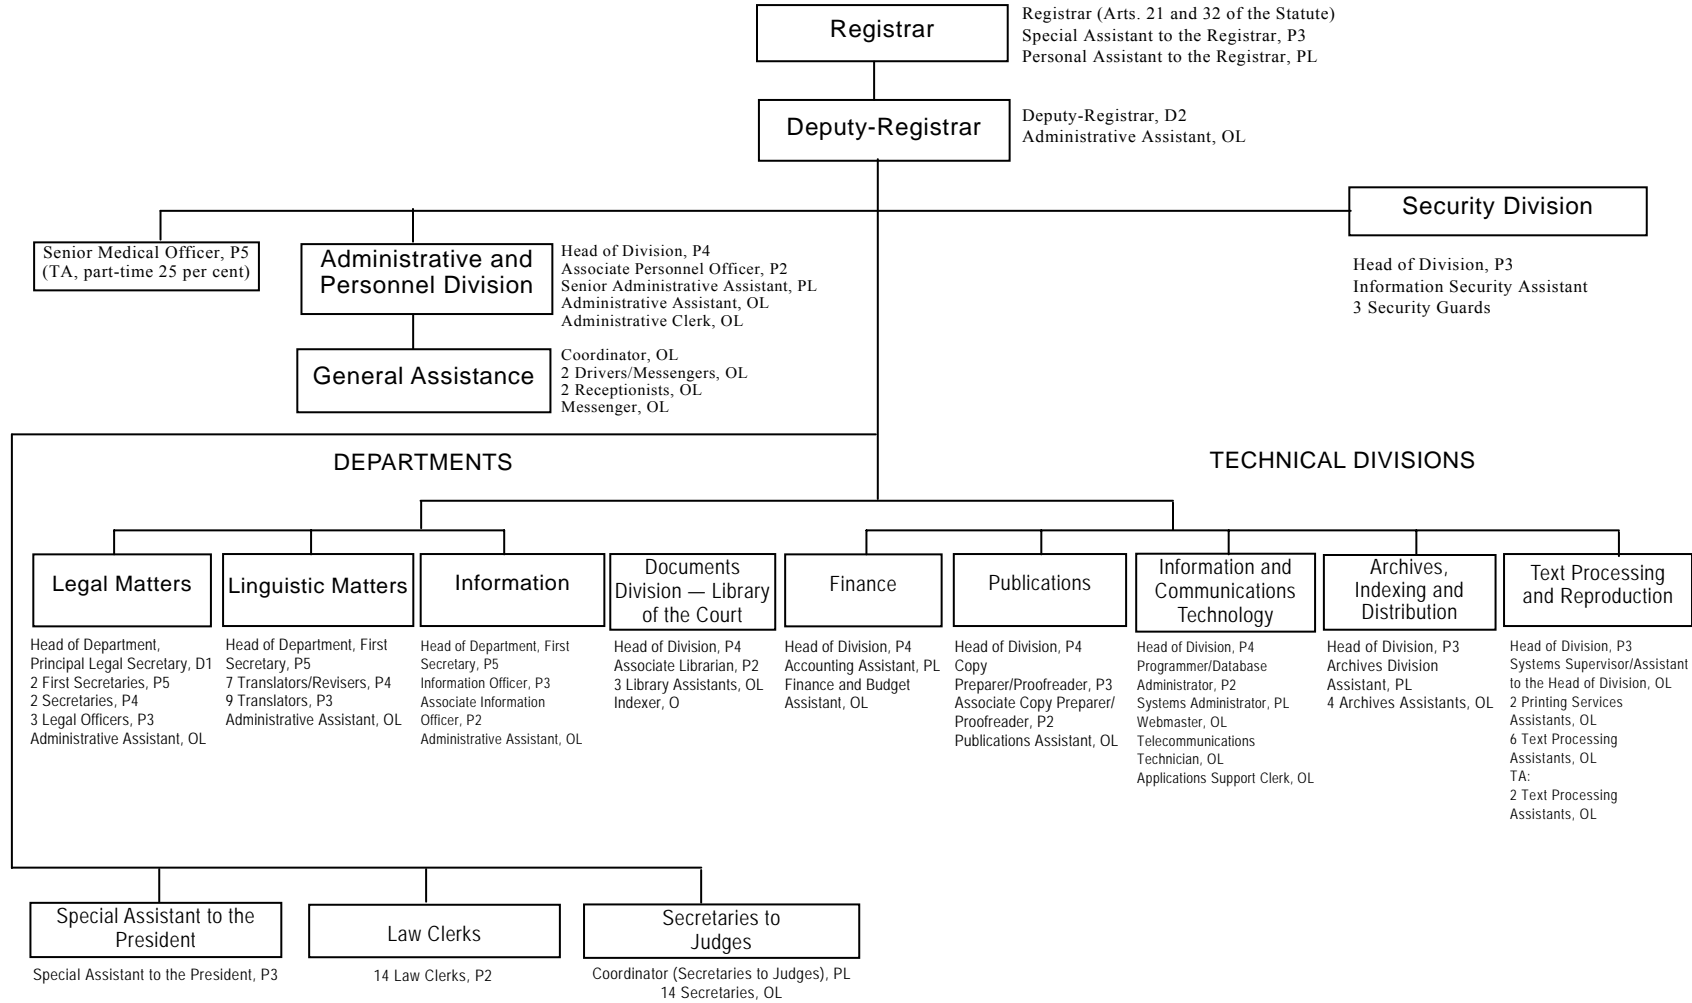 Registrar
Registrar (Arts. 21 and 32 of the Statute)
Special Assistant to the Registrar, P3
Personal Assistant to the Registrar, PL
Deputy-Registrar
Deputy-Registrar, D2
Administrative Assistant, OL
Senior Medical Officer, P5
(TA, part-time 25 per cent)
Administrative and
Personnel Division
Head of Division, P4
Associate Personnel Officer, P2
Senior Administrative Assistant, PL
Administrative Assistant, OL
Administrative Clerk, OL
Security Division
Head of Division, P3
Information Security Assistant
3 Security Guards
General Assistance
Coordinator, OL
2 Drivers/Messengers, OL
2 Receptionists, OL
Messenger, OL
DEPARTMENTS
TECHNICAL DIVISIONS
Legal Matters
Head of Department,
Principal Legal Secretary, D1
2 First Secretaries, P5
2 Secretaries, P4
3 Legal Officers, P3
Administrative Assistant, OL
Linguistic Matters
Head of Department, First
Secretary, P5
7 Translators/Revisers, P4
9 Translators, P3
Administrative Assistant, OL
Information
Head of Department, First
Secretary, P5
Information Officer, P3
Associate Information
Officer, P2
Administrative Assistant, OL
Documents
Division — Library
of the Court
Head of Division, P4
Associate Librarian, P2
3 Library Assistants, OL
Indexer, O
Finance
Head of Division, P4
Accounting Assistant, PL
Finance and Budget
Assistant, OL
Publications
Head of Division, P4
Copy
Preparer/Proofreader, P3
Associate Copy Preparer/
Proofreader, P2
Publications Assistant, OL
Information and
Communications
Technology
Head of Division, P4
Programmer/Database
Administrator, P2
Systems Administrator, PL
Webmaster, OL
Telecommunications
Technician, OL
Applications Support Clerk, OL
Archives,
Indexing and
Distribution
Head of Division, P3
Archives Division
Assistant, PL
4 Archives Assistants, OL
Text Processing
and Reproduction
Head of Division, P3
Systems Supervisor/Assistant
to the Head of Division, OL
2 Printing Services
Assistants, OL
6 Text Processing
Assistants, OL
TA:
2 Text Processing
Assistants, OL
Special Assistant to the
President
Special Assistant to the President, P3
Law Clerks
14 Law Clerks, P2
Secretaries to
Judges
Coordinator (Secretaries to Judges), PL
14 Secretaries, OL